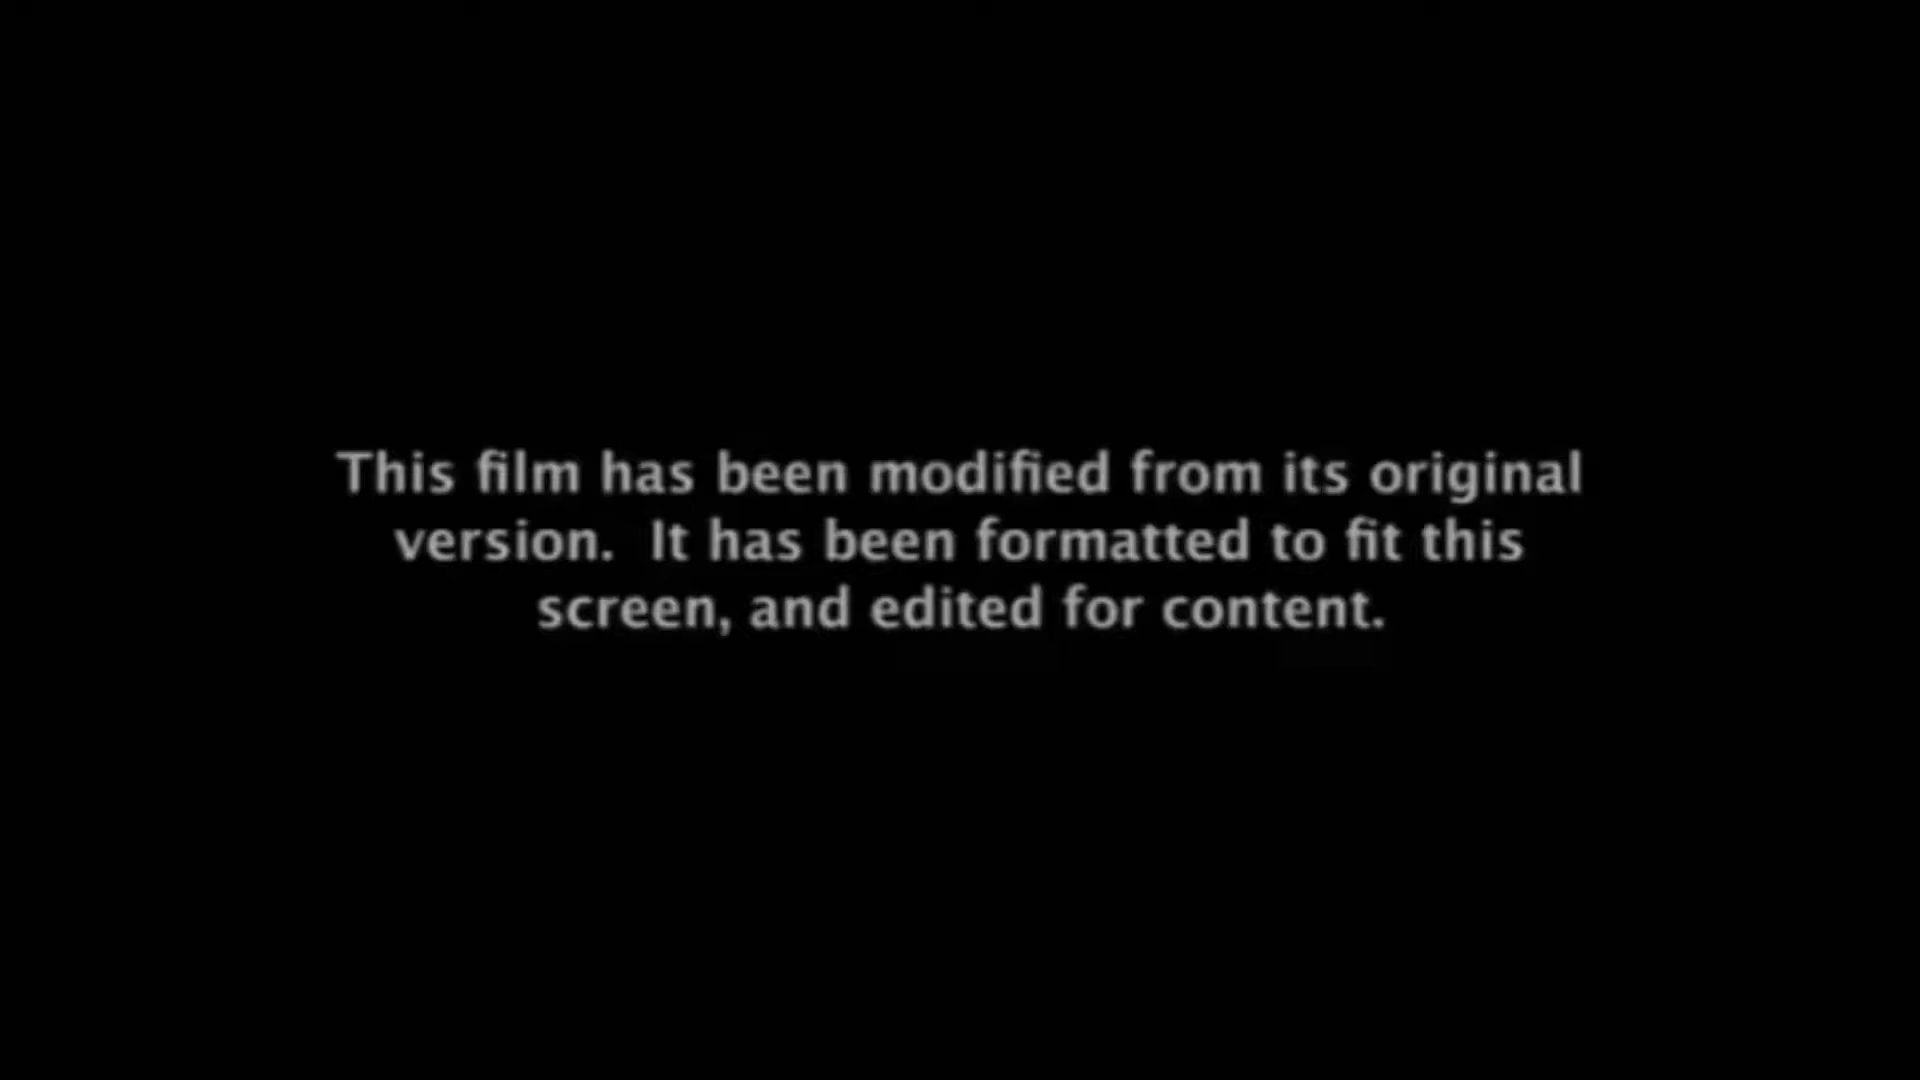 This film has been modified from its original
version.  It has been formatted to fit this
screen, and edited for content.